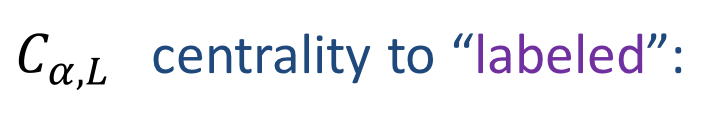 C_{α,L} centrality to “labeled”: